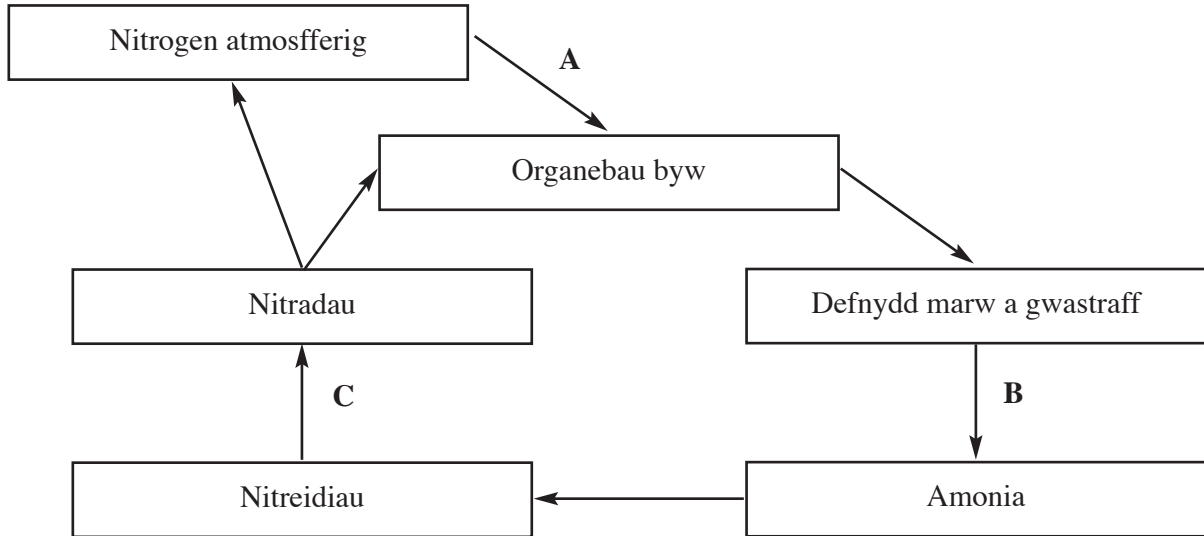 Nitrogen atmosfferig
A
Organebau byw
Nitradau
Defnydd marw a gwastraff
C
B
Nitreidiau
Amonia